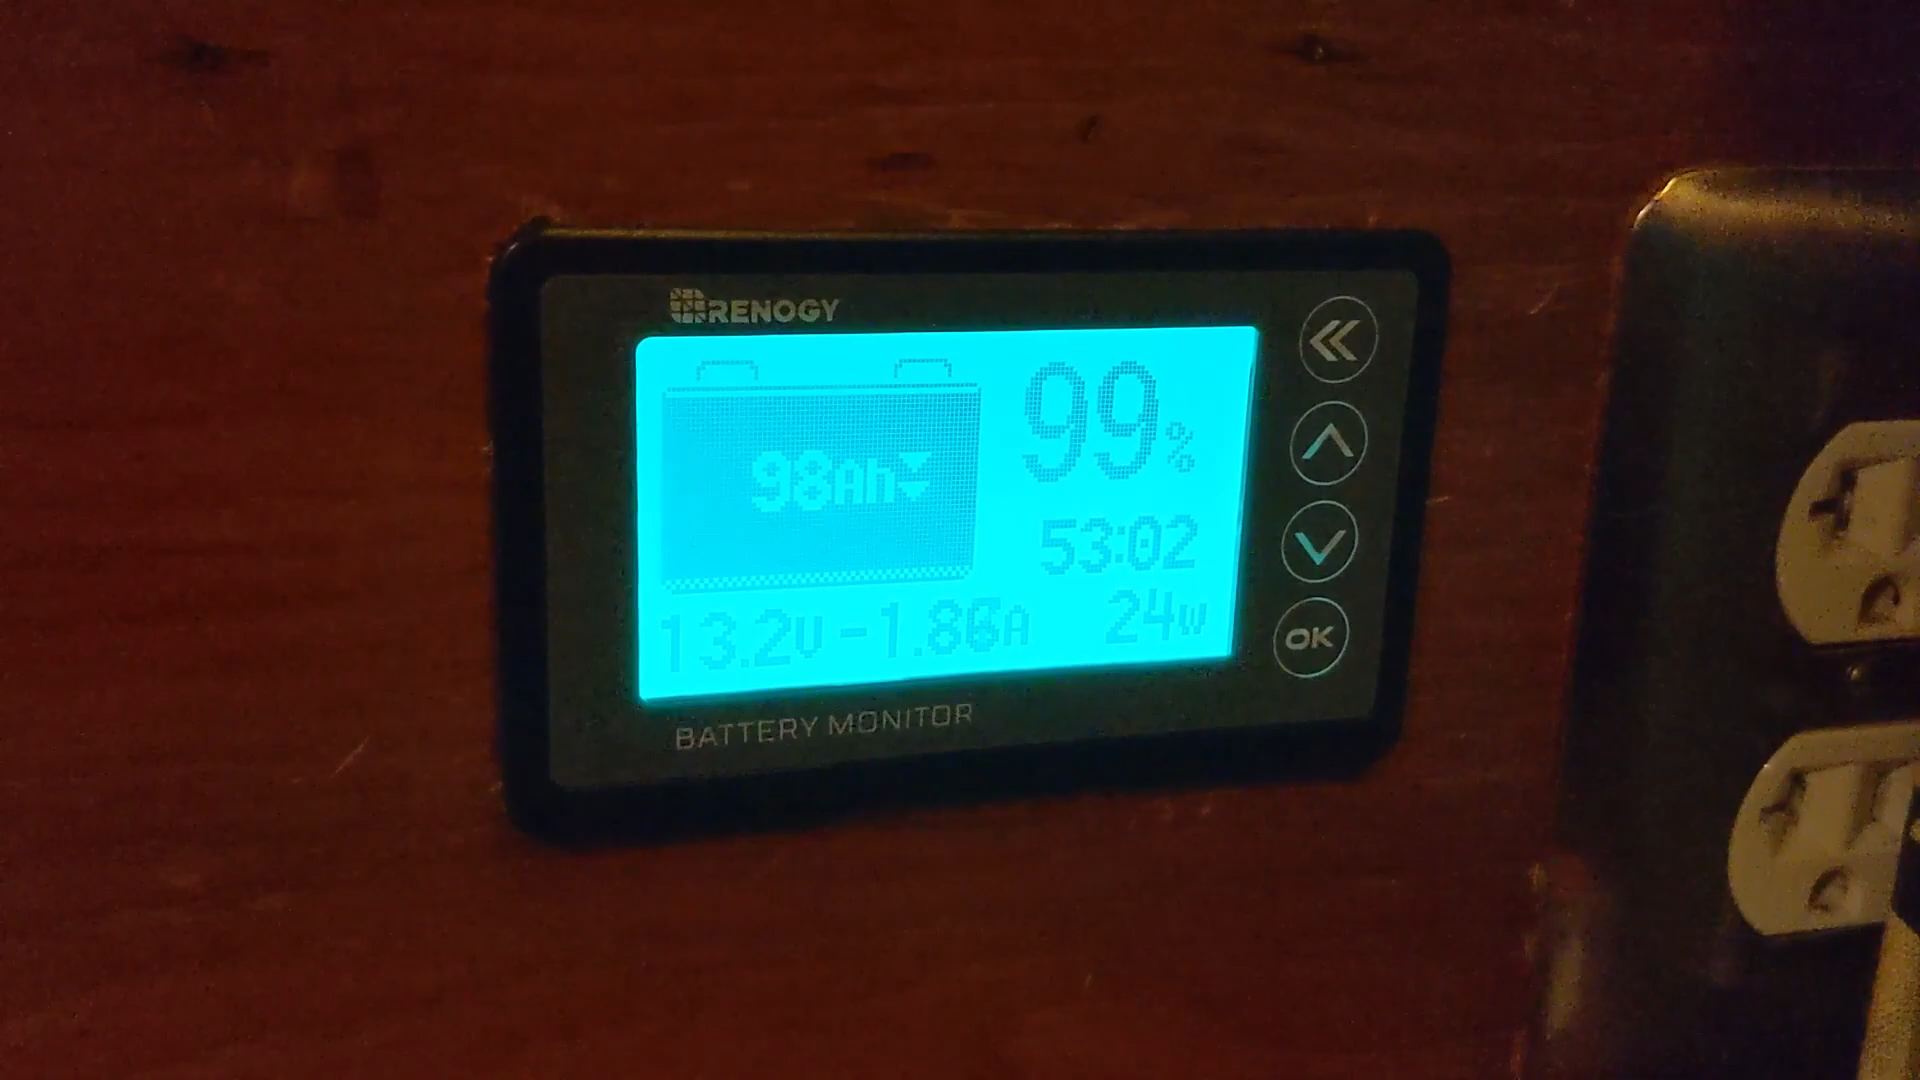 RENOGY
99%
98Ah
53:02
13.2V -1.86A 24W
OK
BATTERY MONITOR